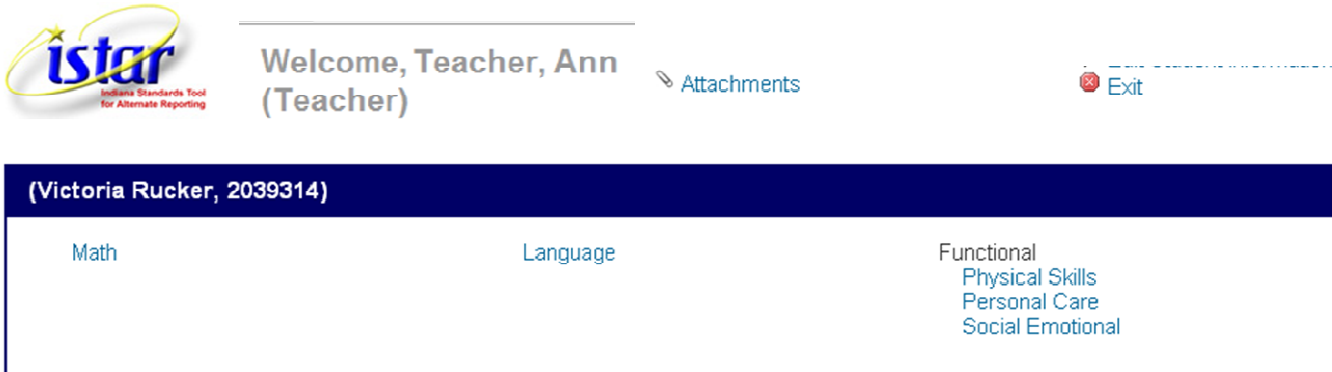 istar
Indiana Standards Tool
for Alternate Reporting
Welcome, Teacher, Ann
(Teacher)
Attachments
Exit
(Victoria Rucker, 2039314)
Math
Language
Functional
Physical Skills
Personal Care
Social Emotional